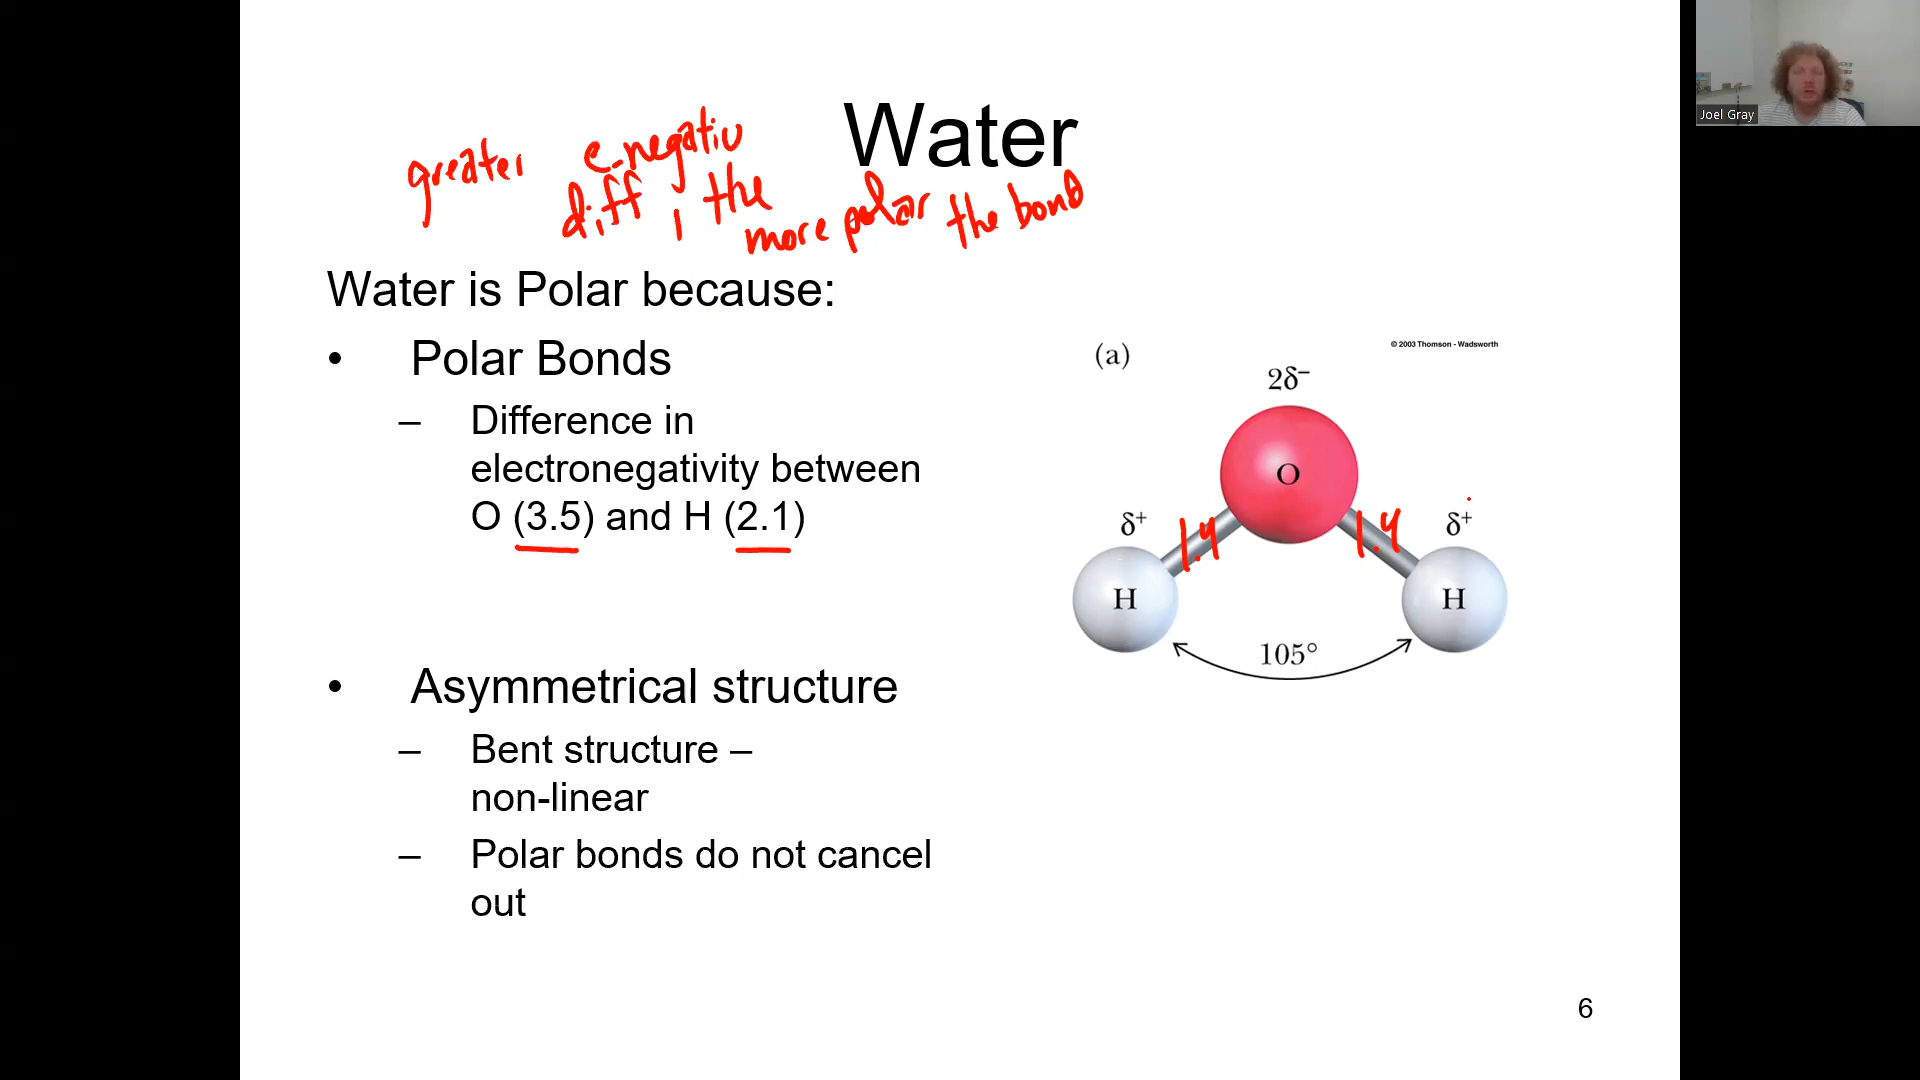 Water
greater e.negativ
diff, the
more polar the bond
Water is Polar because:
• Polar Bonds
– Difference in
electronegativity between
O (3.5) and H (2.1)
• Asymmetrical structure
– Bent structure –
non-linear
– Polar bonds do not cancel
out
(a)
© 2003 Thomson - Wadsworth
2δ⁻
O
δ⁺ 1.4 1.4 δ⁺
H H
105°
6
Joel Gray